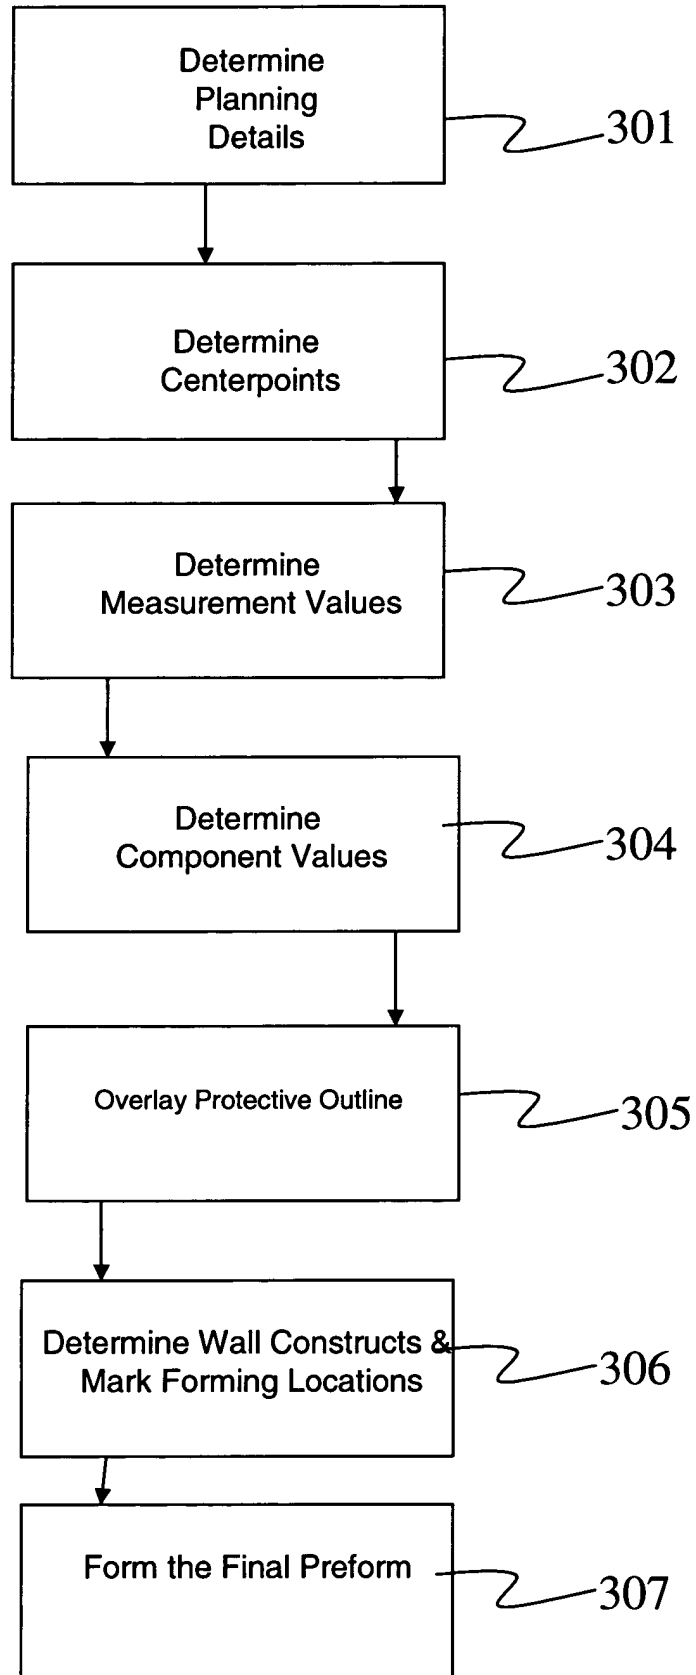 Determine
Planning
Details
301
Determine
Centerpoints
302
Determine
Measurement Values
303
Determine
Component Values
304
Overlay Protective Outline
305
Determine Wall Constructs &
Mark Forming Locations
306
Form the Final Preform
307